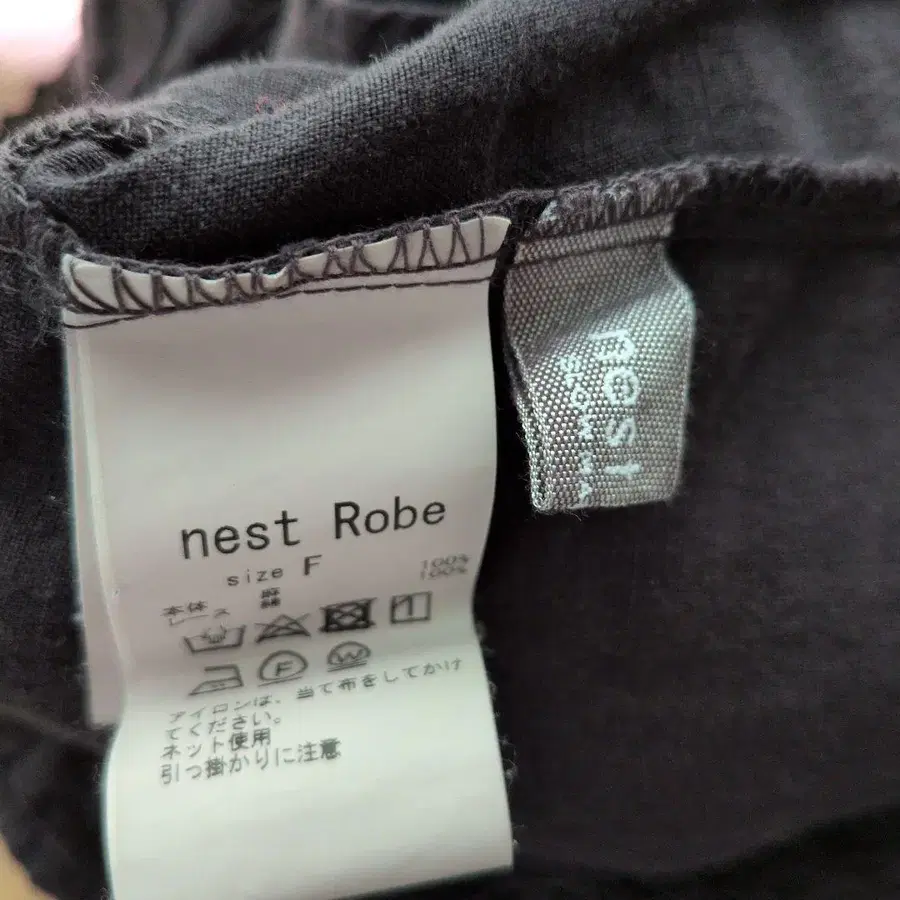 nest Robe
size F
本体 麻 100%
レース 綿 100%
F W
アイロンは、当て布をしてかけ
てください。
ネット使用
引っ掛かりに注意
nest
SLOW MA